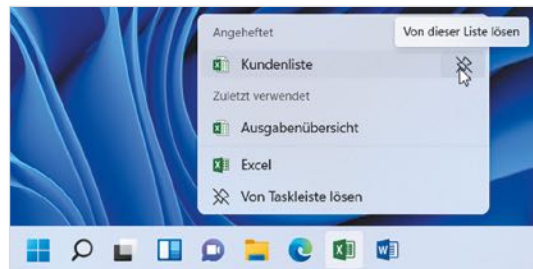 Angeheftet
Von dieser Liste lösen
Kundenliste
Zuletzt verwendet
Ausgabenübersicht
Excel
Von Taskleiste lösen